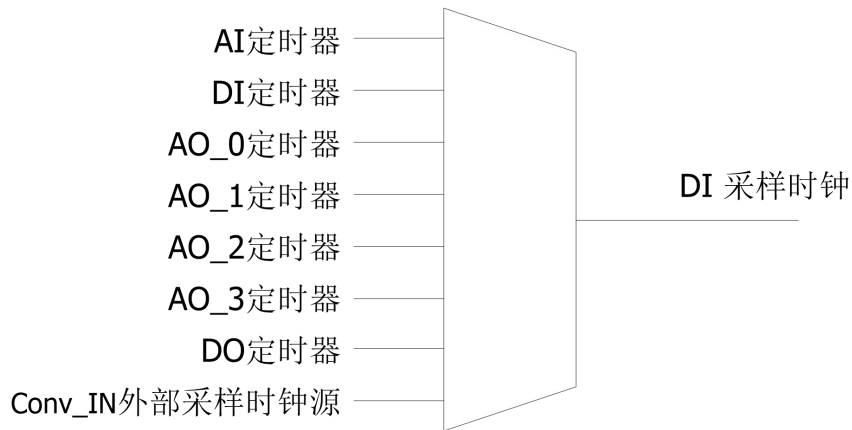 AI定时器
DI定时器
AO_0定时器
AO_1定时器
AO_2定时器
AO_3定时器
DO定时器
Conv_IN外部采样时钟源
DI 采样时钟